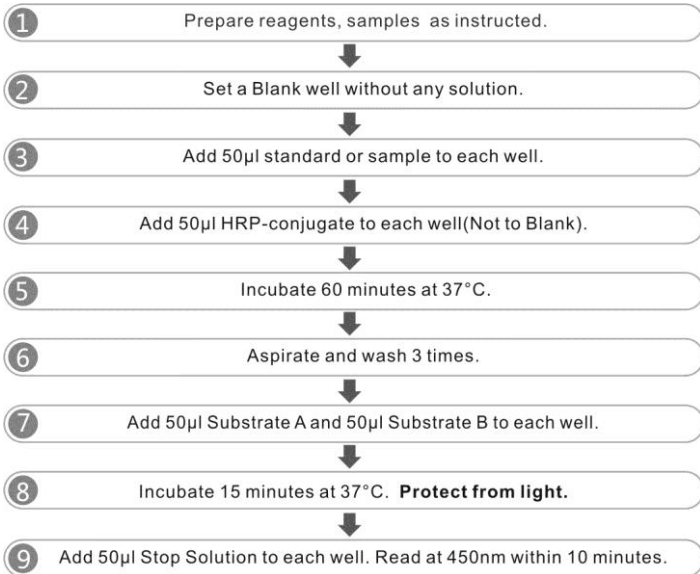 1 Prepare reagents, samples as instructed.
2 Set a Blank well without any solution.
3 Add 50μl standard or sample to each well.
4 Add 50μl HRP-conjugate to each well(Not to Blank).
5 Incubate 60 minutes at 37°C.
6 Aspirate and wash 3 times.
7 Add 50μl Substrate A and 50μl Substrate B to each well.
8 Incubate 15 minutes at 37°C. Protect from light.
9 Add 50μl Stop Solution to each well. Read at 450nm within 10 minutes.